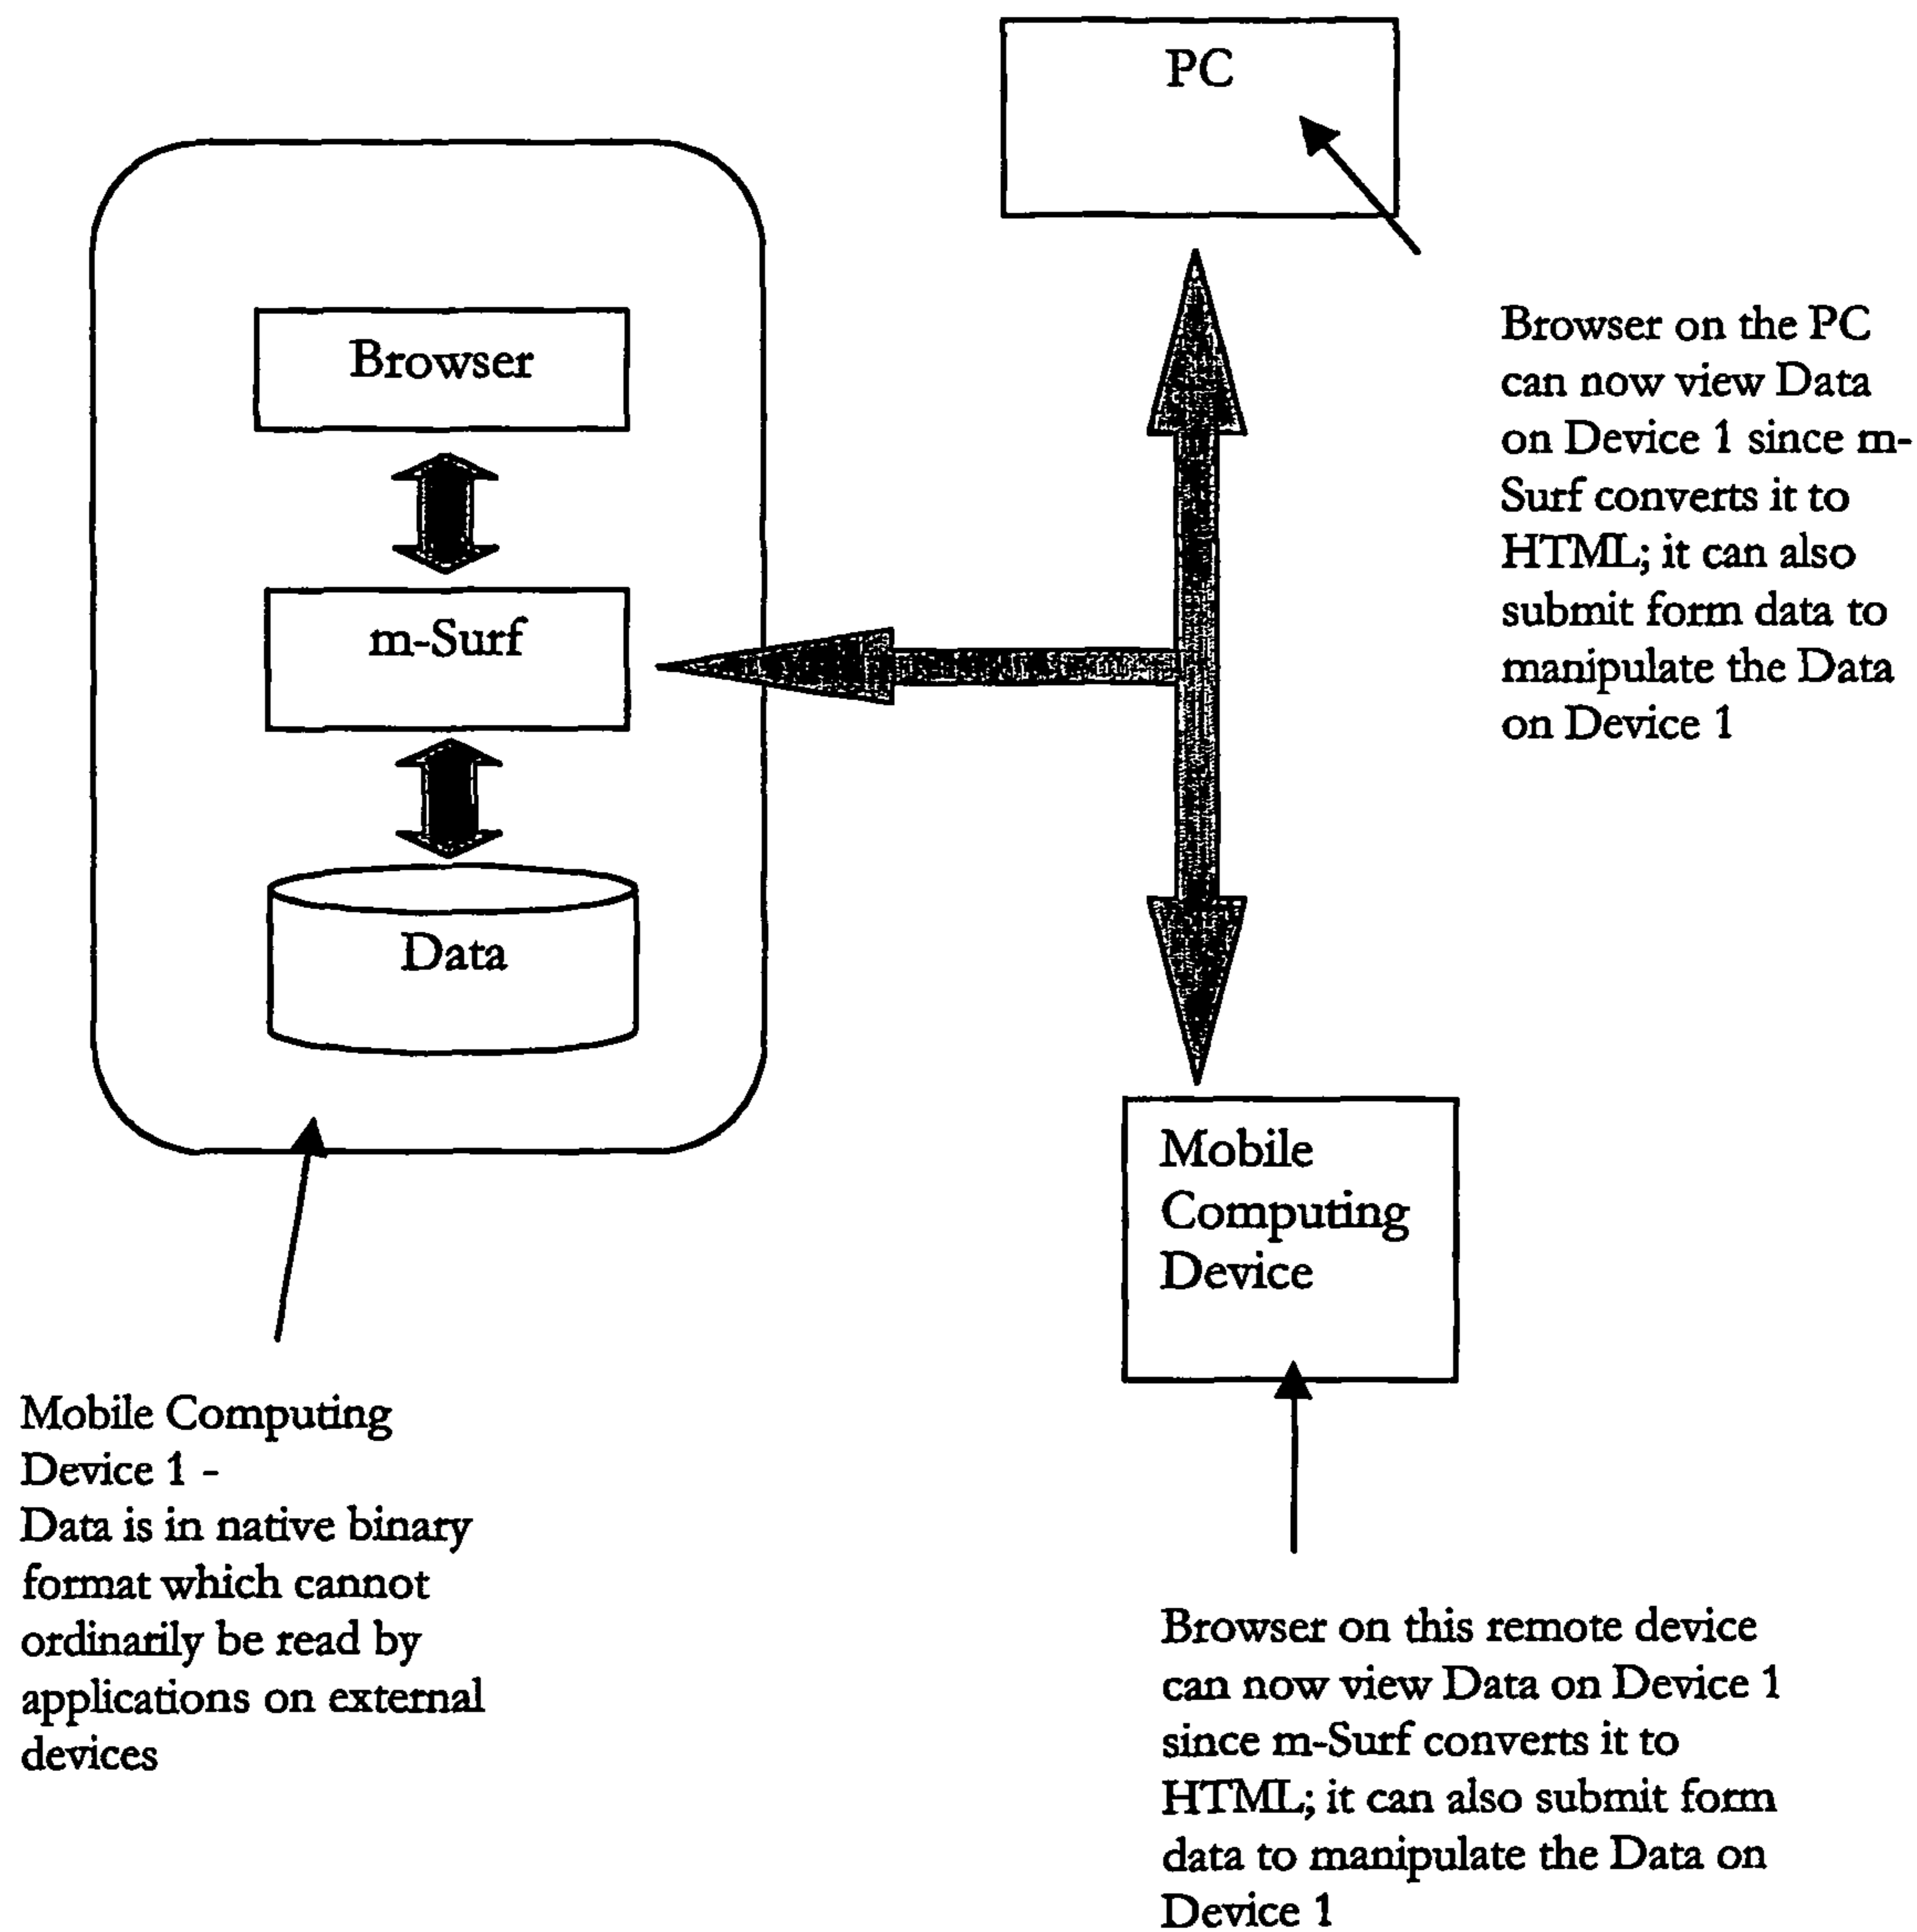 PC
Browser
m-Surf
Data
Browser on the PC
can now view Data
on Device 1 since m-
Surf converts it to
HTML; it can also
submit form data to
manipulate the Data
on Device 1
Mobile
Computing
Device
Mobile Computing
Device 1 -
Data is in native binary
format which cannot
ordinarily be read by
applications on external
devices
Browser on this remote device
can now view Data on Device 1
since m-Surf converts it to
HTML; it can also submit form
data to manipulate the Data on
Device 1